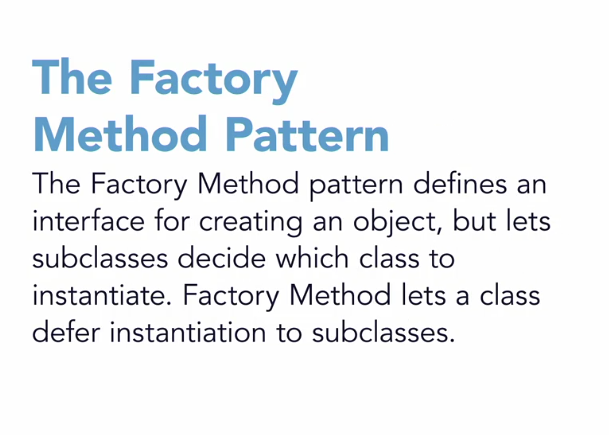 The Factory
Method Pattern
The Factory Method pattern defines an
interface for creating an object, but lets
subclasses decide which class to
instantiate. Factory Method lets a class
defer instantiation to subclasses.